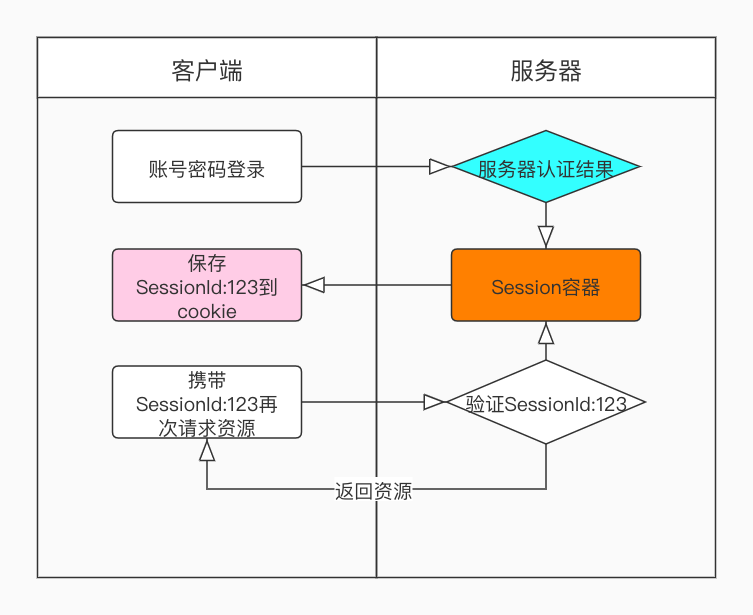 客户端
服务器
账号密码登录
服务器认证结果
保存
SessionId:123到
cookie
Session容器
携带
SessionId:123再
次请求资源
验证SessionId:123
返回资源